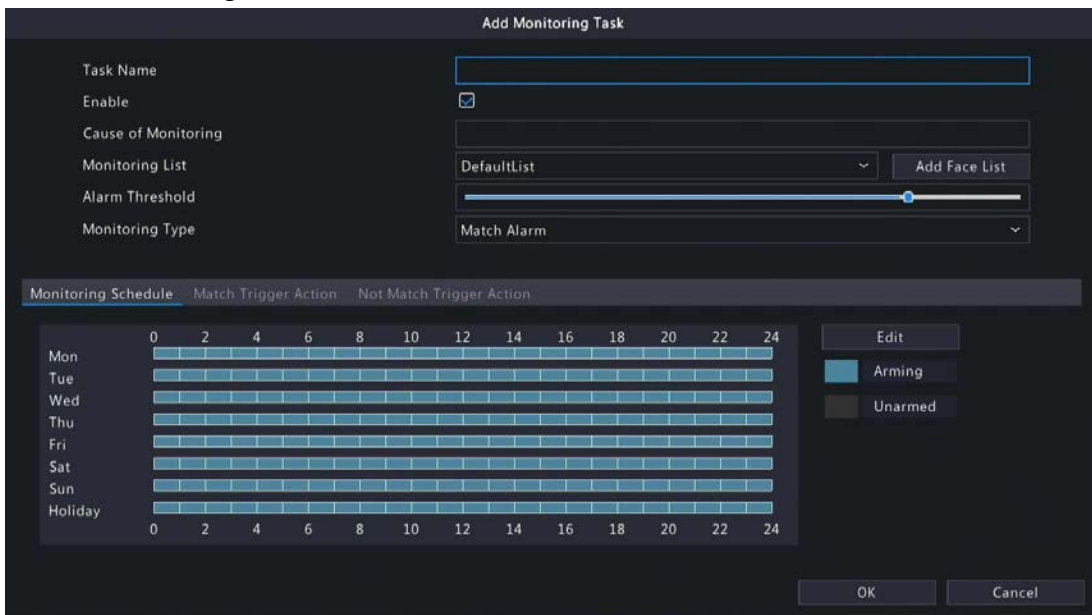 Add Monitoring Task
Task Name
Enable
Cause of Monitoring
Monitoring List DefaultList Add Face List
Alarm Threshold
Monitoring Type Match Alarm
Monitoring Schedule Match Trigger Action Not Match Trigger Action
0 2 4 6 8 10 12 14 16 18 20 22 24 Edit
Mon
Tue Arming
Wed
Thu Unarmed
Fri
Sat
Sun
Holiday
0 2 4 6 8 10 12 14 16 18 20 22 24
OK Cancel